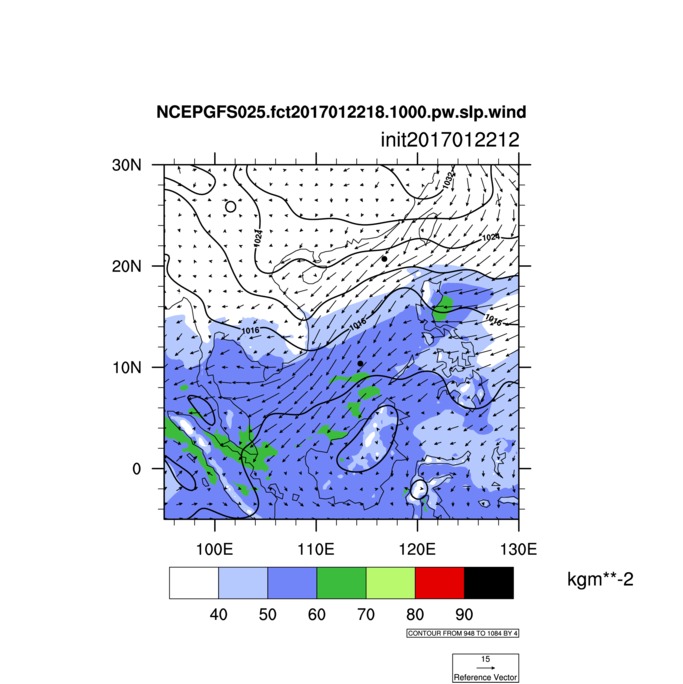 NCEPGFS025.fct2017012218.1000.pw.slp.wind
init2017012212
30N
20N
10N
0
1032
1024
1024
1016
1016
1016
100E 110E 120E 130E
40 50 60 70 80 90
kgm**-2
CONTOUR FROM 948 TO 1084 BY 4
15
Reference Vector